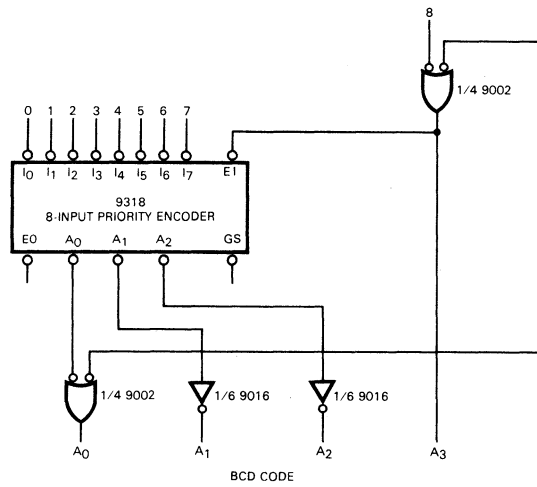 8
1/4 9002
0 1 2 3 4 5 6 7
I0 I1 I2 I3 I4 I5 I6 I7 EI
9318
8-INPUT PRIORITY ENCODER
EO A0 A1 A2 GS
1/4 9002 1/6 9016 1/6 9016
A0 A1 A2 A3
BCD CODE